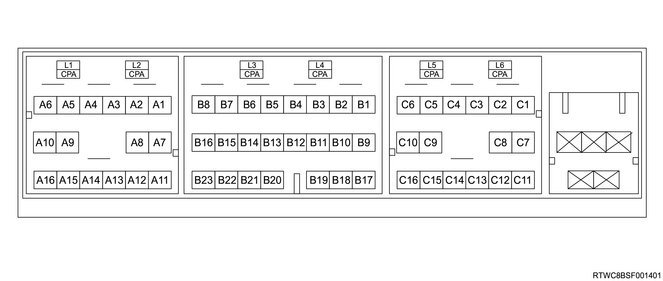 L1 L2 L3 L4 L5 L6
CPA CPA CPA CPA CPA CPA
A6 A5 A4 A3 A2 A1 B8 B7 B6 B5 B4 B3 B2 B1 C6 C5 C4 C3 C2 C1
A10 A9 A8 A7 B16 B15 B14 B13 B12 B11 B10 B9 C10 C9 C8 C7
A16 A15 A14 A13 A12 A11 B23 B22 B21 B20 B19 B18 B17 C16 C15 C14 C13 C12 C11
RTWC8BSF001401